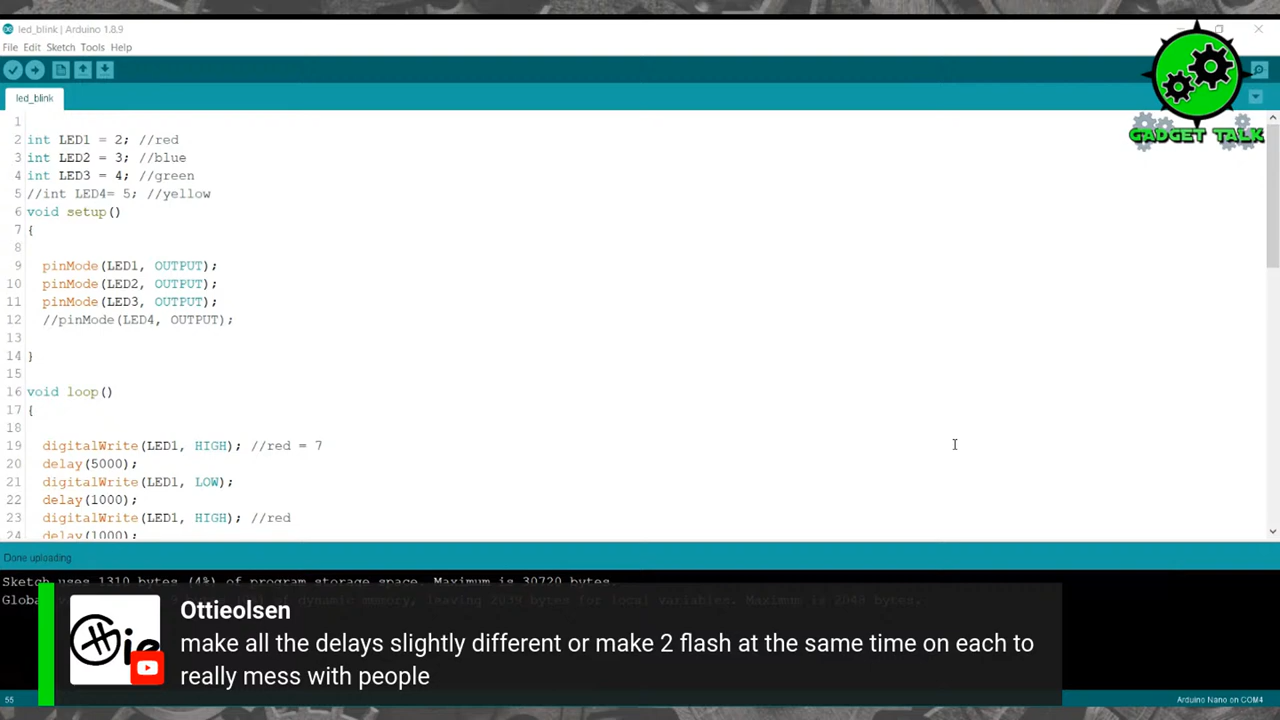 led_blink | Arduino 1.8.9
File Edit Sketch Tools Help
GADGET TALK
led_blink
1
2 int LED1 = 2; //red
3 int LED2 = 3; //blue
4 int LED3 = 4; //green
5 //int LED4= 5; //yellow
6 void setup()
7 {
8
9 pinMode(LED1, OUTPUT);
10 pinMode(LED2, OUTPUT);
11 pinMode(LED3, OUTPUT);
12 //pinMode(LED4, OUTPUT);
13
14 }
15
16 void loop()
17 {
18
19 digitalWrite(LED1, HIGH); //red = 7
20 delay(5000);
21 digitalWrite(LED1, LOW);
22 delay(1000);
23 digitalWrite(LED1, HIGH); //red
24 delay(1000);
Done uploading.
Sketch uses 1310 bytes (4%) of program storage space. Maximum is 30720 bytes.
Globa of dynamic memory, leaving 2039 bytes for local variables. Maximum is 2048 bytes.
Ottieolsen
make all the delays slightly different or make 2 flash at the same time on each to
really mess with people
55
Arduino Nano on COM4